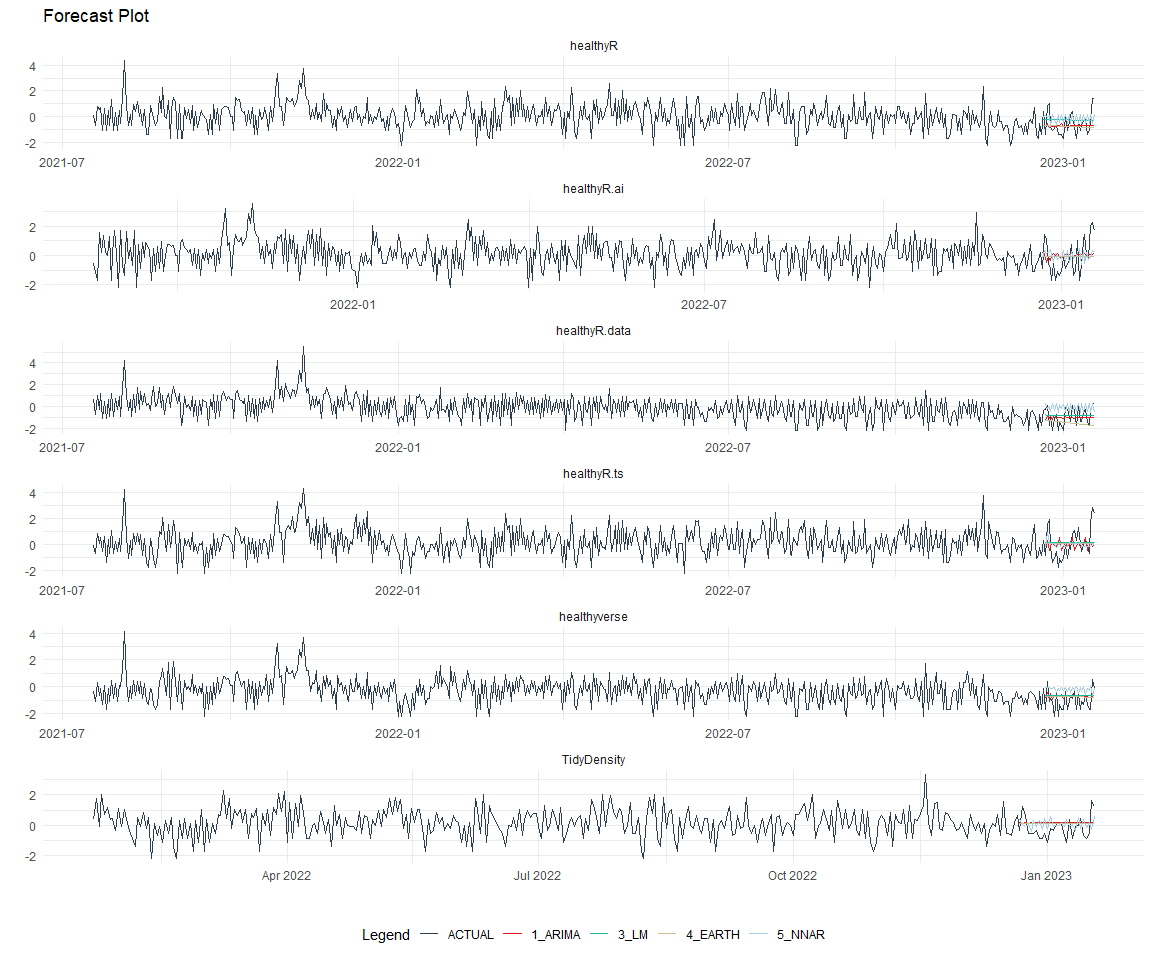 Forecast Plot
healthyR
4
2
0
-2
2021-07 2022-01 2022-07 2023-01
healthyR.ai
2
0
-2
2022-01 2022-07 2023-01
healthyR.data
4
2
0
-2
2021-07 2022-01 2022-07 2023-01
healthyR.ts
4
2
0
-2
2021-07 2022-01 2022-07 2023-01
healthyverse
4
2
0
-2
2021-07 2022-01 2022-07 2023-01
TidyDensity
2
0
-2
Apr 2022 Jul 2022 Oct 2022 Jan 2023
Legend ACTUAL 1_ARIMA 3_LM 4_EARTH 5_NNAR